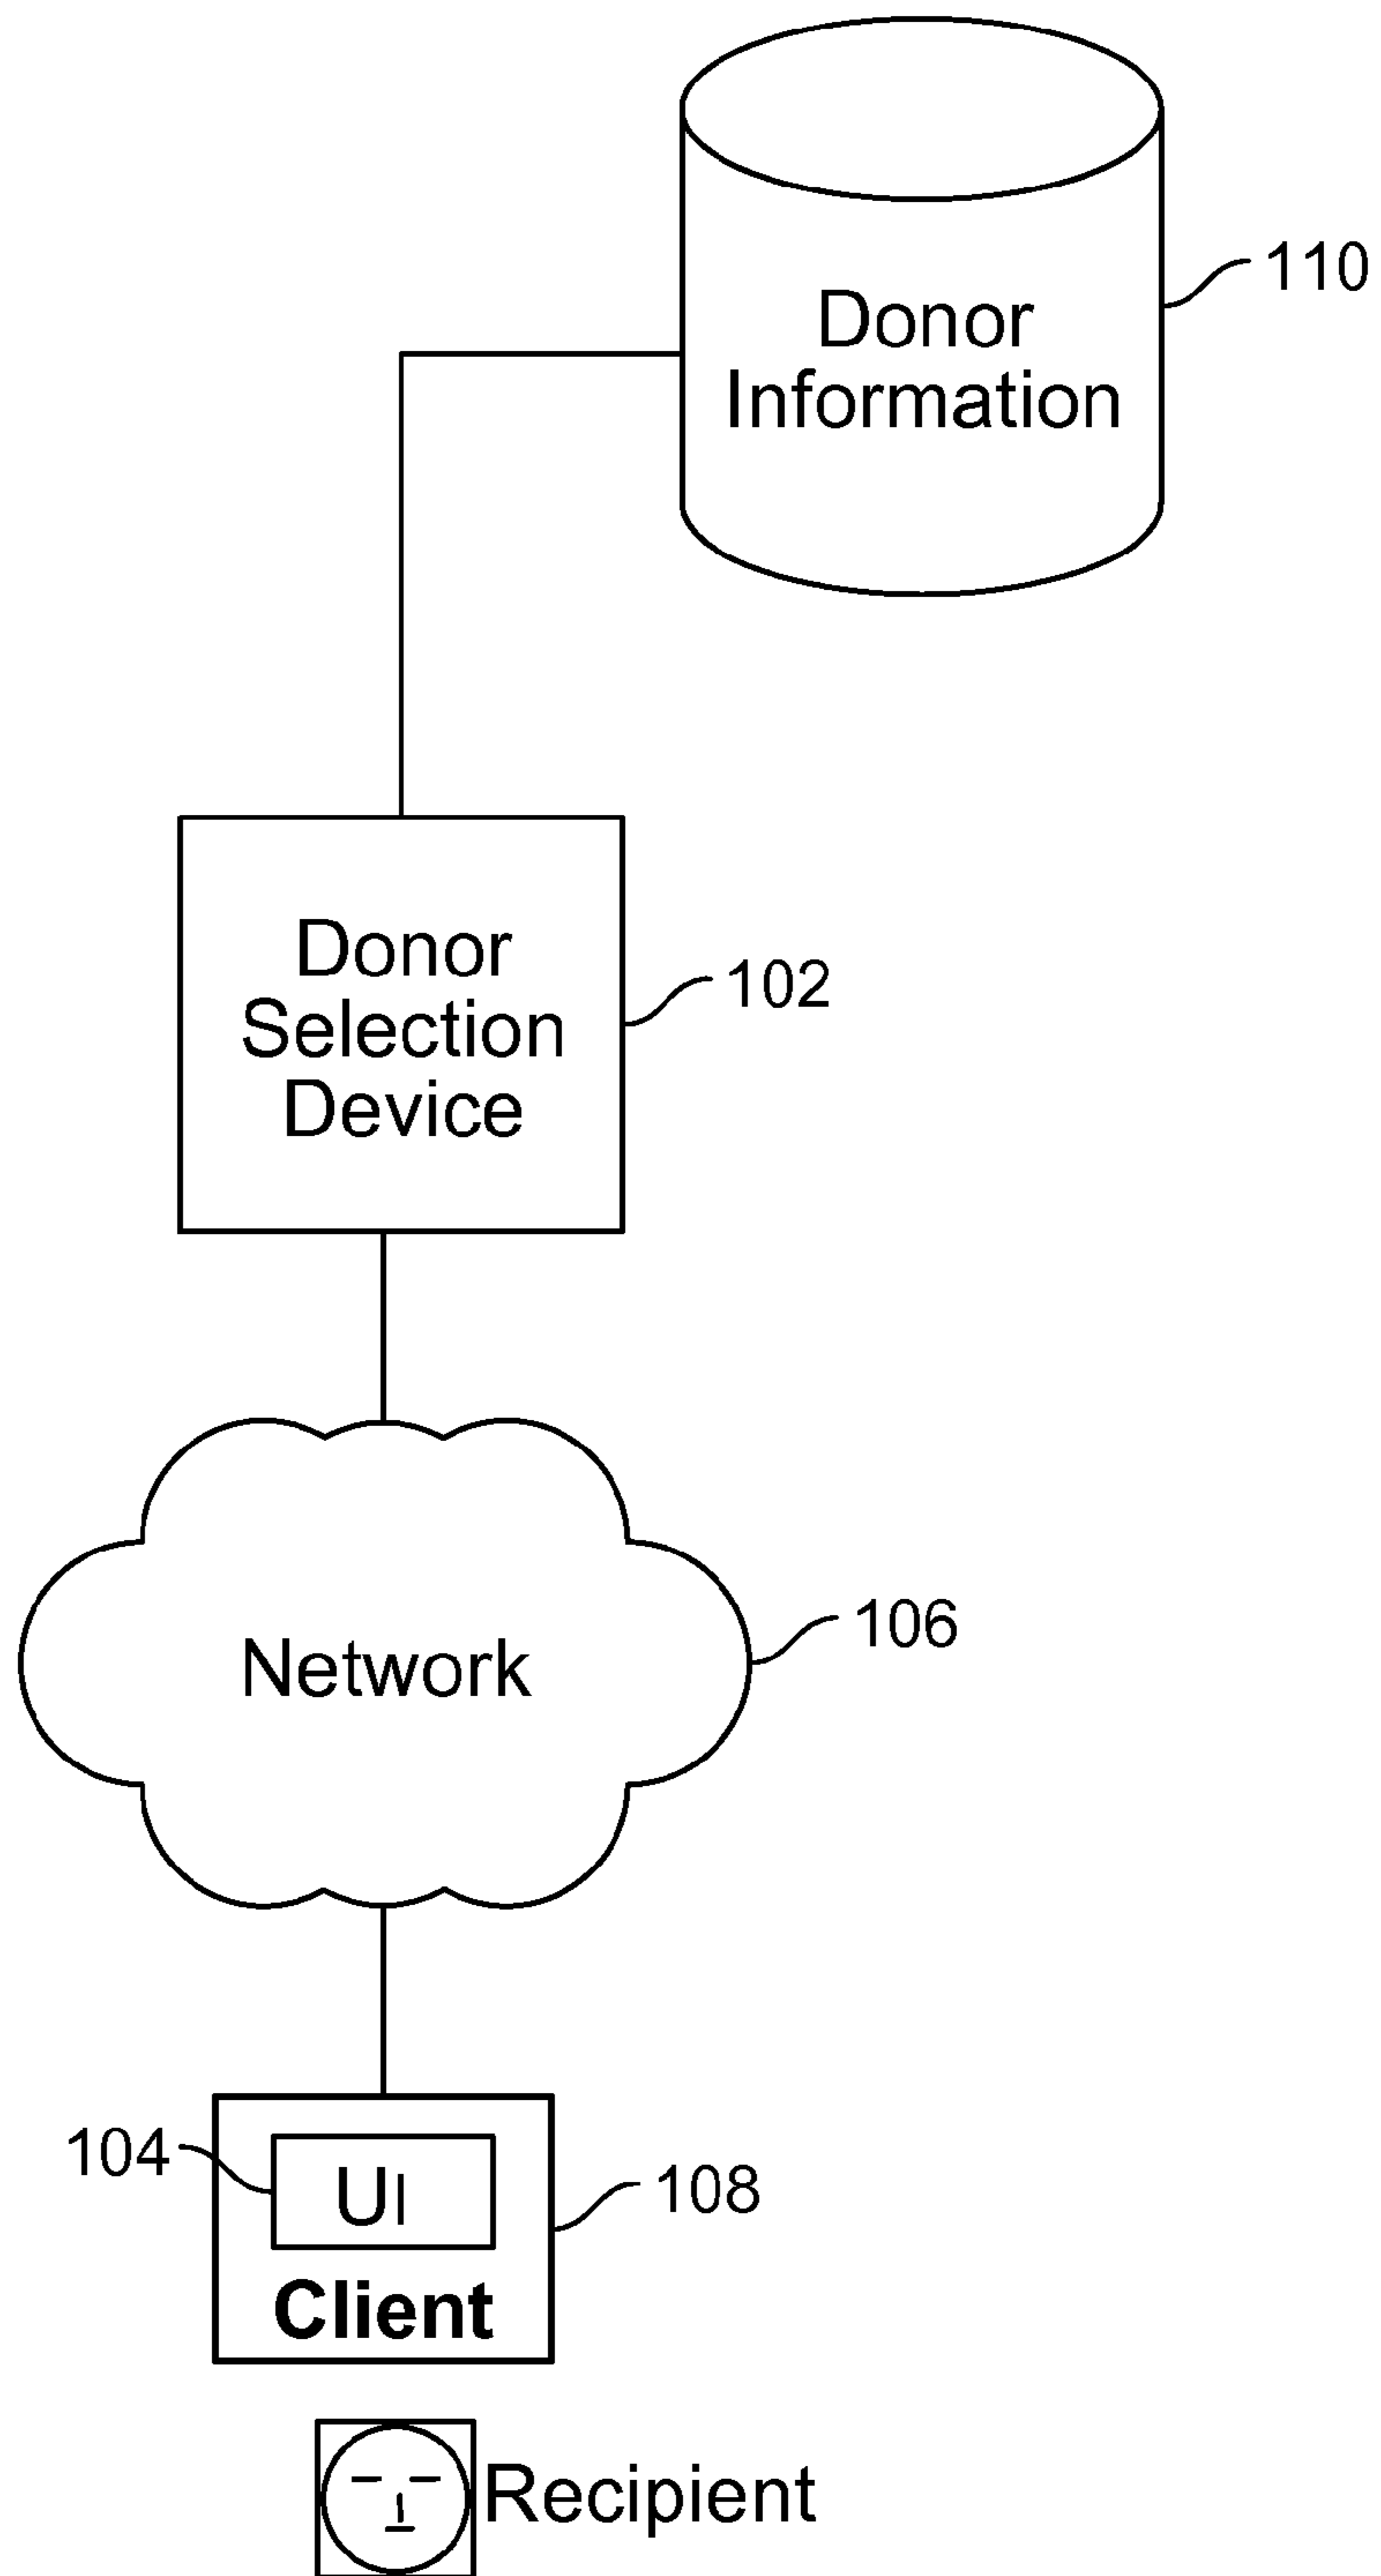 Donor
Information
110
Donor
Selection
Device
102
Network
106
104
UI
108
Client
Recipient